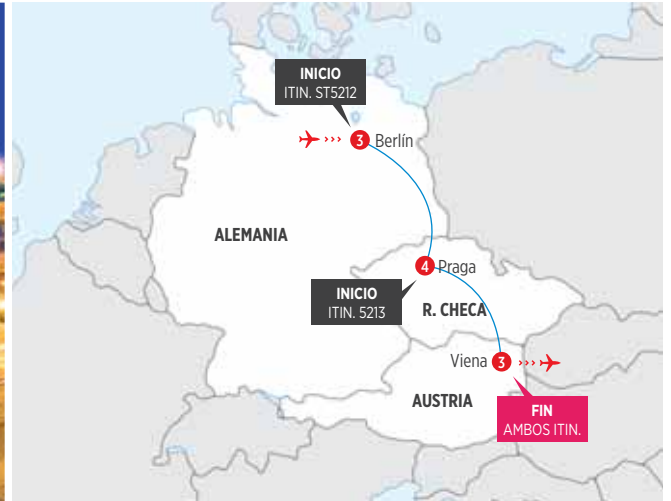 INICIO
ITIN. ST5212
3 Berlín
ALEMANIA
4 Praga
INICIO
ITIN. 5213
R. CHECA
Viena 3
AUSTRIA
FIN
AMBOS ITIN.